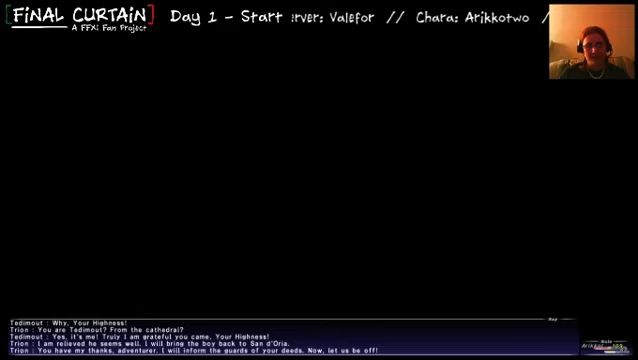 [FINAL CURTAIN] Day 1 - Start erver: Valefor // Chara: Arikkotwo /
A FFXI Fan Project
Tedimout : Why, Your Highness!
Trion : You are Tedimout? From the cathedral?
Tedimout : Yes, it's me! Truly I am grateful you came, Your Highness!
Trion : I am relieved he seems well. I will bring the boy back to San d'Oria.
Trion : You have my thanks, adventurer. I will inform the guards of your deeds. Now, let us be off!